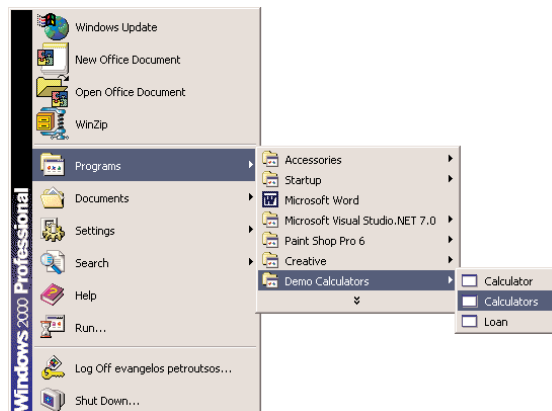 Windows Update
New Office Document
Open Office Document
WinZip
Programs
Documents
Settings
Search
Help
Run...
Log Off evangelos petroutsos...
Shut Down...
Windows 2000 Professional
Accessories
Startup
Microsoft Word
Microsoft Visual Studio.NET 7.0
Paint Shop Pro 6
Creative
Demo Calculators
Calculator
Calculators
Loan